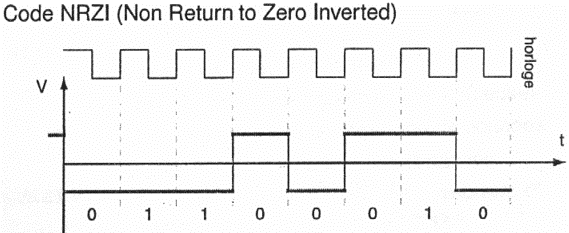 Code NRZI (Non Return to Zero Inverted)
horloge
V
t
0 1 1 0 0 0 1 0